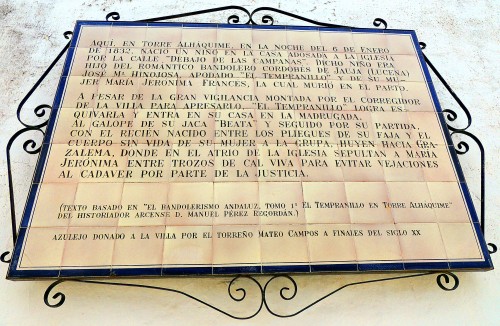 AQUÍ, EN TORRE ALHÁQUIME, EN LA NOCHE DEL 6 DE ENERO
DE 1832, NACIÓ UN NIÑO EN LA CASA ADOSADA A LA IGLESIA
POR LA CALLE "DEBAJO DE LAS CAMPANAS". DICHO NIÑO ERA
HIJO DEL ROMÁNTICO BANDOLERO CORDOBÉS DE JAUJA (LUCENA)
JOSÉ Mª HINOJOSA, APODADO "EL TEMPRANILLO" Y DE SU MU-
JER MARÍA JERÓNIMA FRANCÉS, LA CUAL MURIÓ EN EL PARTO.
A PESAR DE LA GRAN VIGILANCIA MONTADA POR EL CORREGIDOR
DE LA VILLA PARA APRESARLO, "EL TEMPRANILLO" LOGRA ES-
QUIVARLA Y ENTRA EN SU CASA EN LA MADRUGADA.
AL GALOPE DE SU JACA "BEATA" Y SEGUIDO POR SU PARTIDA,
CON EL RECIÉN NACIDO ENTRE LOS PLIEGUES DE SU FAJA Y EL
CUERPO SIN VIDA DE SU MUJER A LA GRUPA, HUYEN HACIA GRA-
ZALEMA, DONDE EN EL ATRIO DE LA IGLESIA SEPULTAN A MARÍA
JERÓNIMA ENTRE TROZOS DE CAL VIVA PARA EVITAR VEJACIONES
AL CADÁVER POR PARTE DE LA JUSTICIA.
(TEXTO BASADO EN "EL BANDOLERISMO ANDALUZ, TOMO 1º EL TEMPRANILLO EN TORRE ALHÁQUIME"
DEL HISTORIADOR ARCENSE D. MANUEL PÉREZ REGORDÁN.)
AZULEJO DONADO A LA VILLA POR EL TORREÑO MATEO CAMPOS A FINALES DEL SIGLO XX